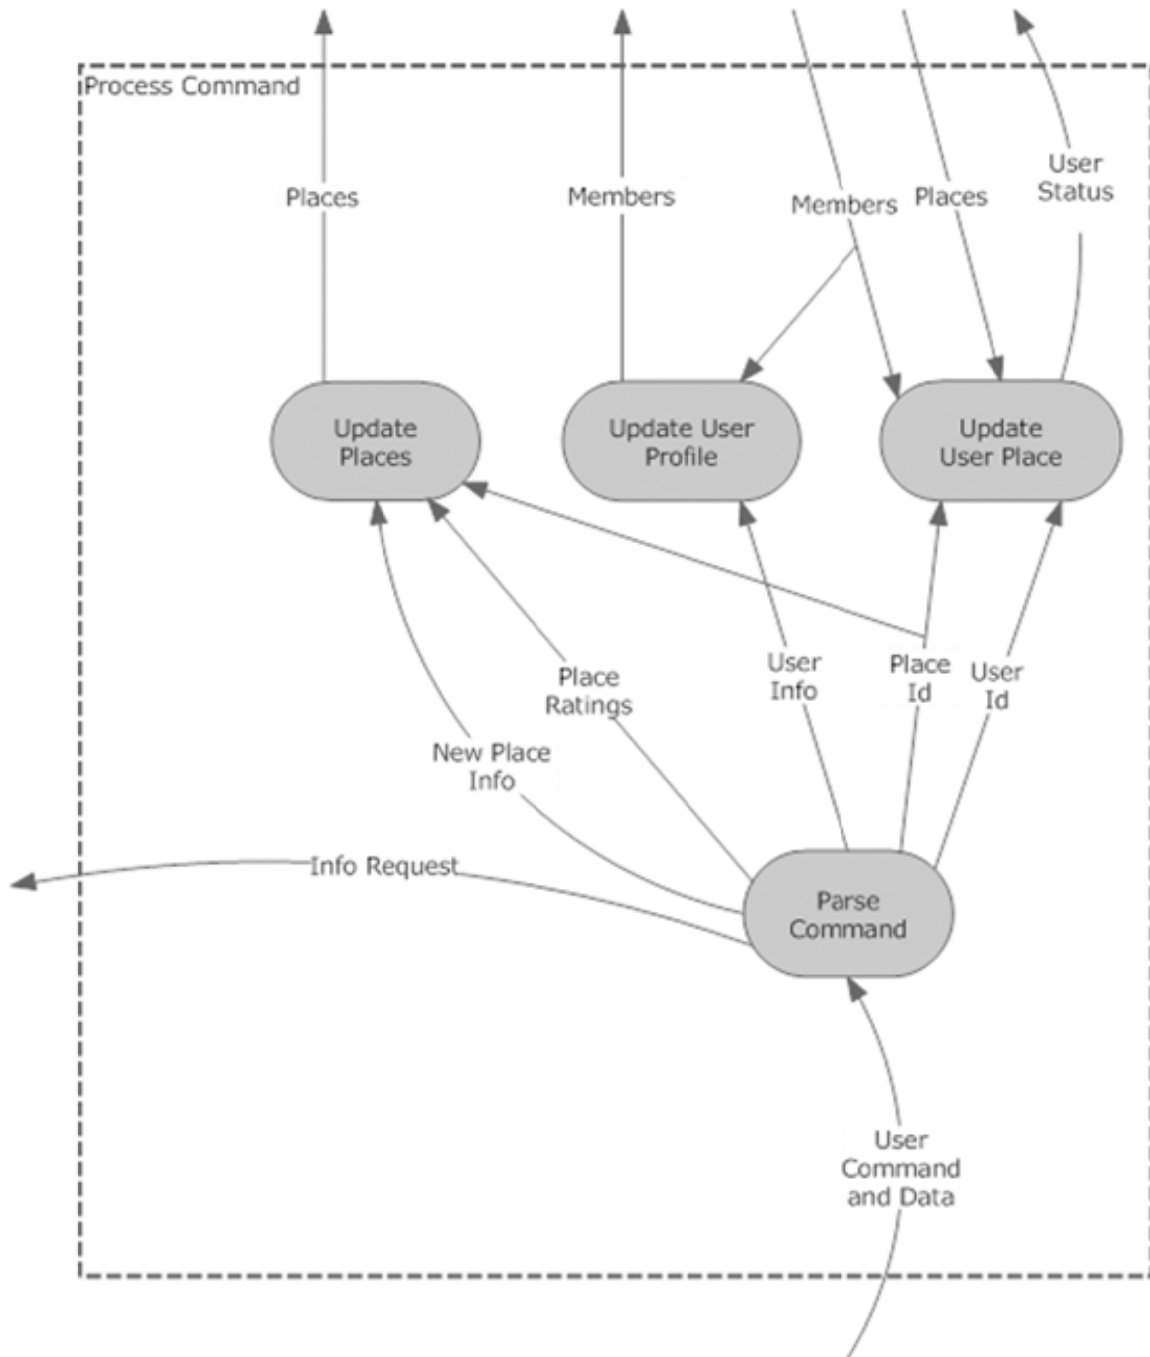 Process Command
Places
Members
Members
Places
User
Status
Update
Places
Update User
Profile
Update
User Place
Place
Ratings
User
Info
Place
Id
User
Id
New Place
Info
Info Request
Parse
Command
User
Command
and Data